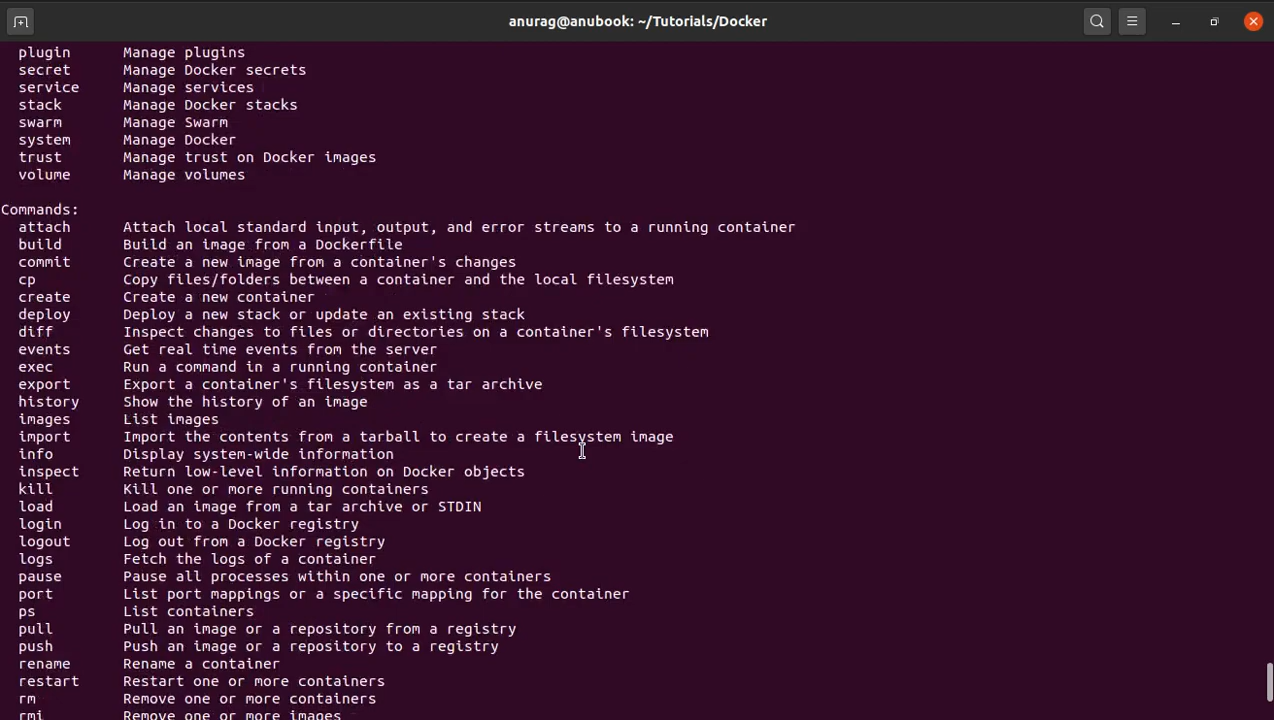 anurag@anubook: ~/Tutorials/Docker
plugin Manage plugins
secret Manage Docker secrets
service Manage services
stack Manage Docker stacks
swarm Manage Swarm
system Manage Docker
trust Manage trust on Docker images
volume Manage volumes
Commands:
attach Attach local standard input, output, and error streams to a running container
build Build an image from a Dockerfile
commit Create a new image from a container's changes
cp Copy files/folders between a container and the local filesystem
create Create a new container
deploy Deploy a new stack or update an existing stack
diff Inspect changes to files or directories on a container's filesystem
events Get real time events from the server
exec Run a command in a running container
export Export a container's filesystem as a tar archive
history Show the history of an image
images List images
import Import the contents from a tarball to create a filesystem image
info Display system-wide information
inspect Return low-level information on Docker objects
kill Kill one or more running containers
load Load an image from a tar archive or STDIN
login Log in to a Docker registry
logout Log out from a Docker registry
logs Fetch the logs of a container
pause Pause all processes within one or more containers
port List port mappings or a specific mapping for the container
ps List containers
pull Pull an image or a repository from a registry
push Push an image or a repository to a registry
rename Rename a container
restart Restart one or more containers
rm Remove one or more containers
rmi Remove one or more images